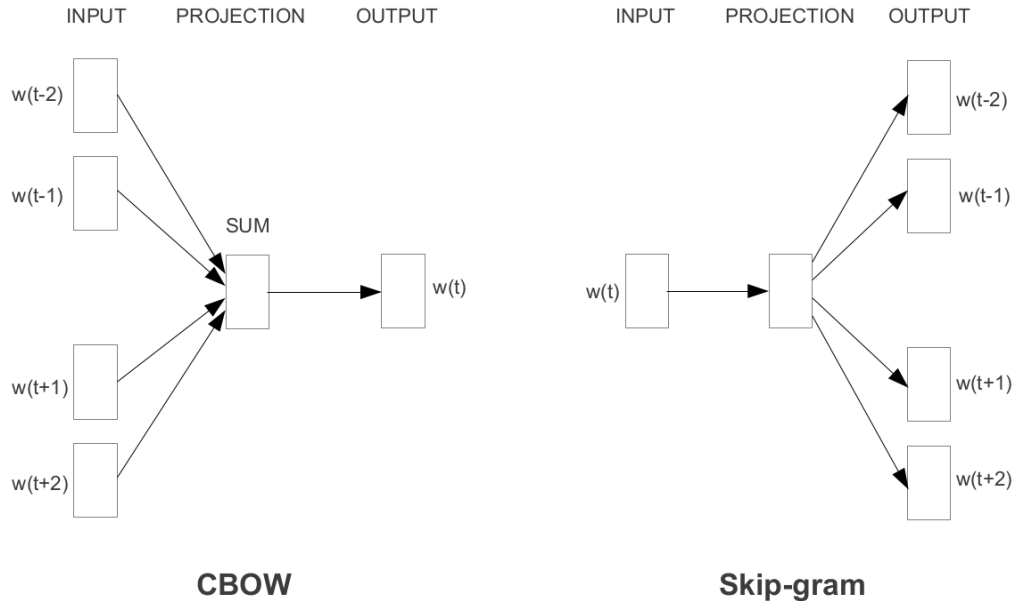 INPUT PROJECTION OUTPUT
w(t-2)
w(t-1)
SUM
w(t)
w(t+1)
w(t+2)
CBOW
INPUT PROJECTION OUTPUT
w(t-2)
w(t-1)
w(t)
w(t+1)
w(t+2)
Skip-gram